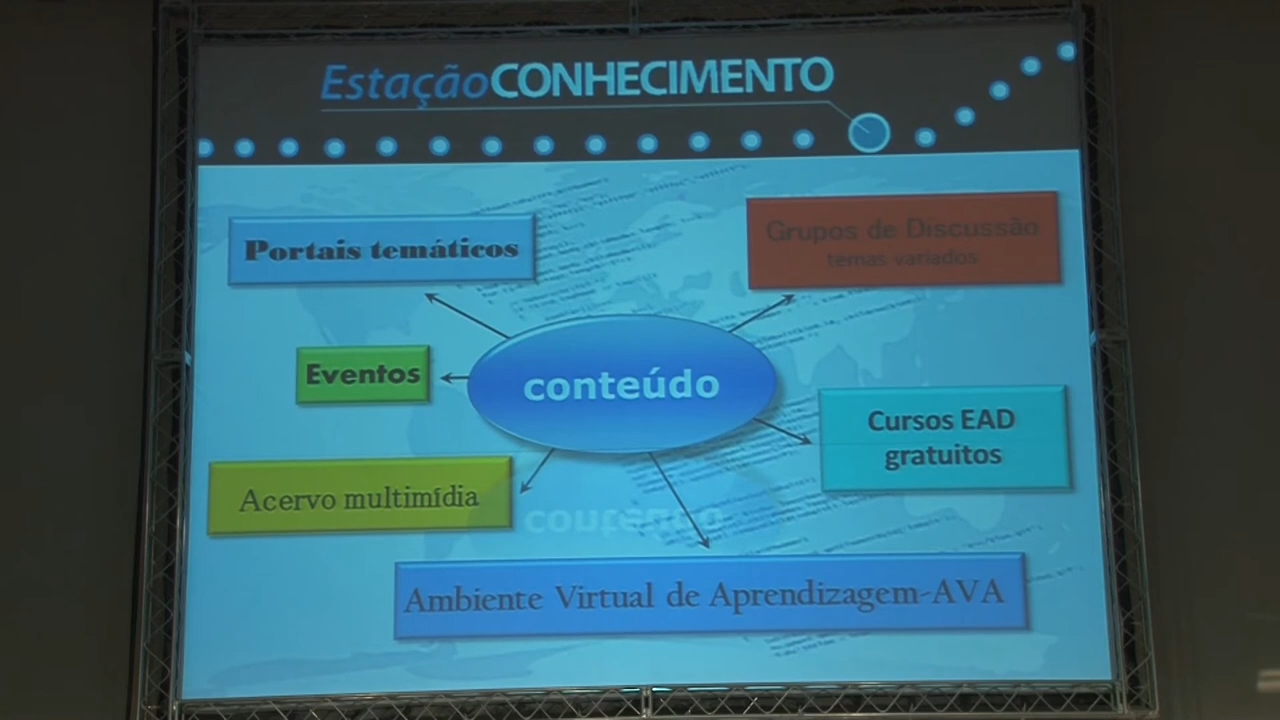 EstaçãoCONHECIMENTO
Portais temáticos
Grupos de Discussão
temas variados
Eventos
conteúdo
Cursos EAD
gratuitos
Acervo multimídia
Ambiente Virtual de Aprendizagem-AVA